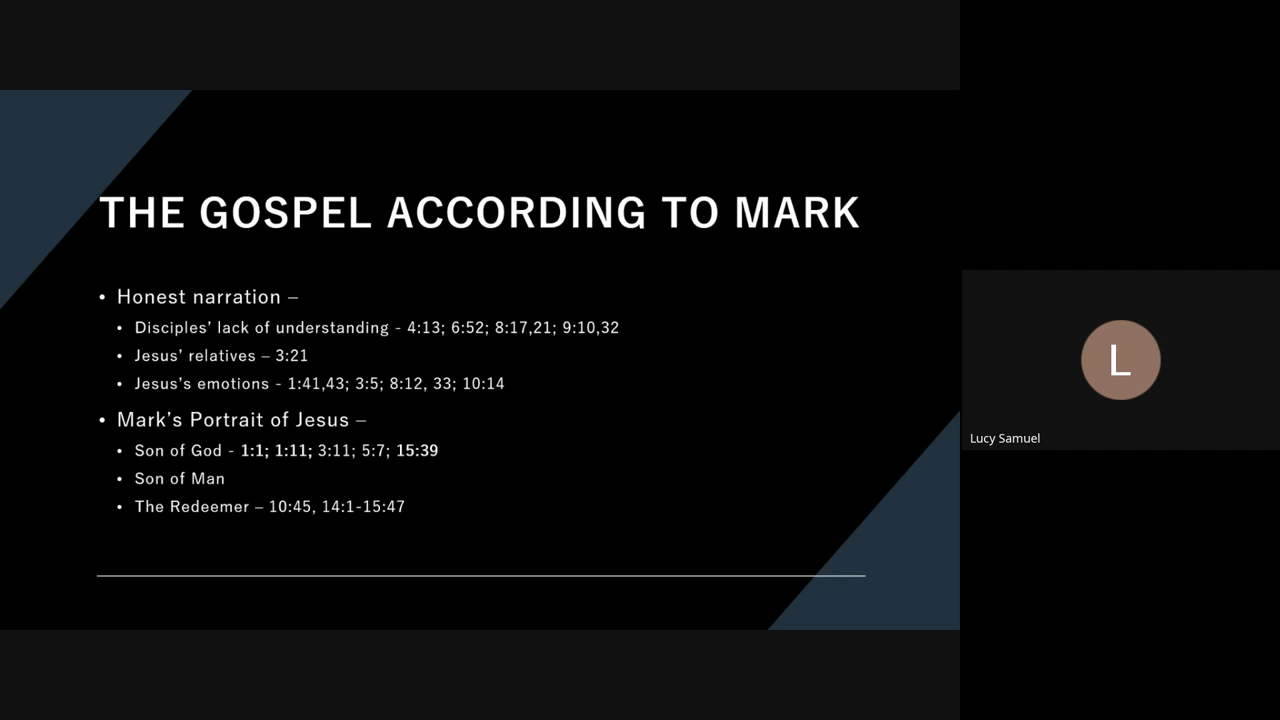 THE GOSPEL ACCORDING TO MARK
• Honest narration –
• Disciples' lack of understanding - 4:13; 6:52; 8:17,21; 9:10,32
• Jesus' relatives – 3:21
• Jesus's emotions - 1:41,43; 3:5; 8:12, 33; 10:14
• Mark's Portrait of Jesus –
• Son of God - 1:1; 1:11; 3:11; 5:7; 15:39
• Son of Man
• The Redeemer – 10:45, 14:1-15:47
L
Lucy Samuel